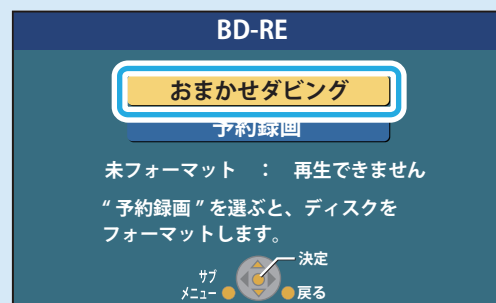 BD-RE
おまかせダビング
予約録画
未フォーマット ： 再生できません
“ 予約録画 ” を選ぶと、ディスクを
フォーマットします。
決定
サブ
メニュー
戻る